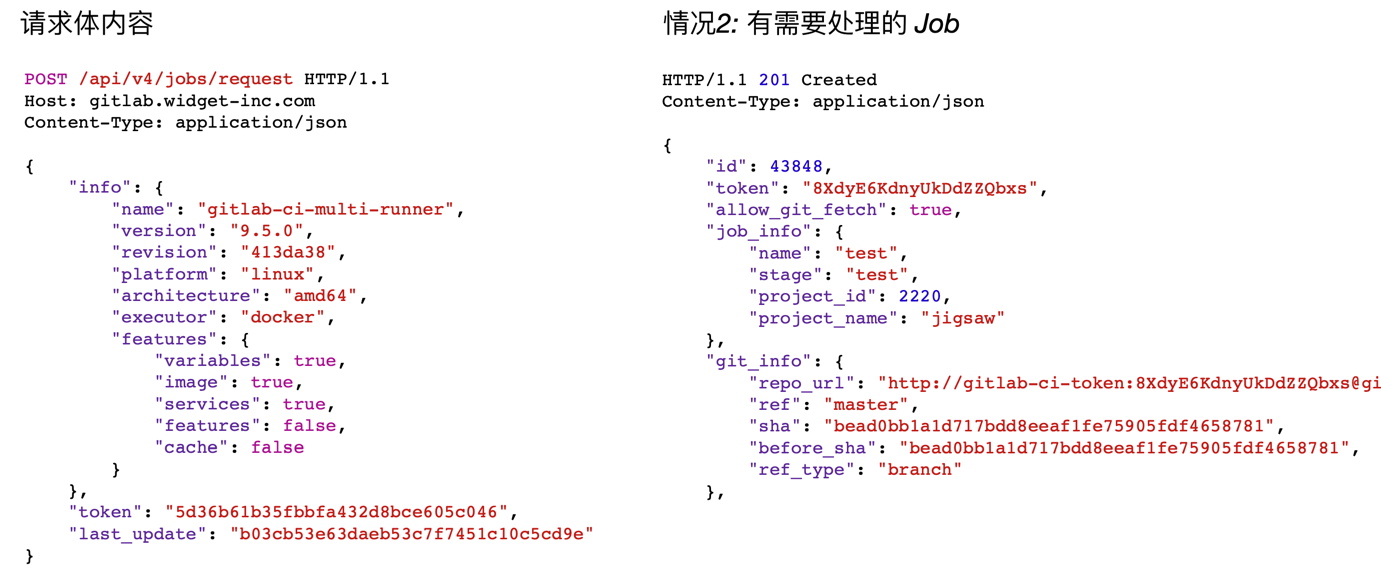 请求体内容
POST /api/v4/jobs/request HTTP/1.1
Host: gitlab.widget-inc.com
Content-Type: application/json
{
"info": {
"name": "gitlab-ci-multi-runner",
"version": "9.5.0",
"revision": "413da38",
"platform": "linux",
"architecture": "amd64",
"executor": "docker",
"features": {
"variables": true,
"image": true,
"services": true,
"features": false,
"cache": false
}
},
"token": "5d36b61b35fbbfa432d8bce605c046",
"last_update": "b03cb53e63daeb53c7f7451c10c5cd9e"
}
情况2: 有需要处理的 Job
HTTP/1.1 201 Created
Content-Type: application/json
{
"id": 43848,
"token": "8XdyE6KdnyUkDdZZQbxs",
"allow_git_fetch": true,
"job_info": {
"name": "test",
"stage": "test",
"project_id": 2220,
"project_name": "jigsaw"
},
"git_info": {
"repo_url": "http://gitlab-ci-token:8XdyE6KdnyUkDdZZQbxs@gi
"ref": "master",
"sha": "bead0bb1a1d717bdd8eeaf1fe75905fdf4658781",
"before_sha": "bead0bb1a1d717bdd8eeaf1fe75905fdf4658781",
"ref_type": "branch"
},